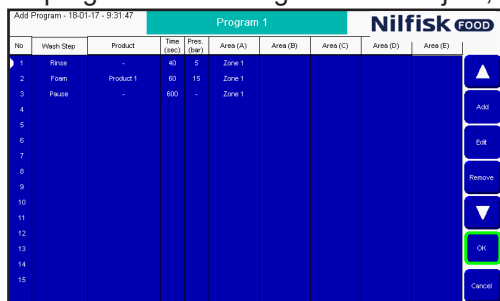 Add Program - 18-01-17 - 9:31:47
Program 1
Nilfisk FOOD
No Wash Step Product Time (sec) Pres. (bar) Area (A) Area (B) Area (C) Area (D) Area (E)
1 Rinse - 40 5 Zone 1
2 Foam Product 1 60 15 Zone 1
3 Pause - 600 - Zone 1
4
5
6
7
8
9
10
11
12
13
14
15
Add
Edit
Remove
OK
Cancel